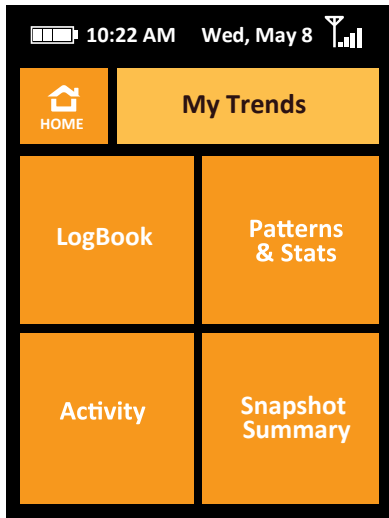 10:22 AM Wed, May 8
HOME
My Trends
LogBook
Patterns
& Stats
Activity
Snapshot
Summary